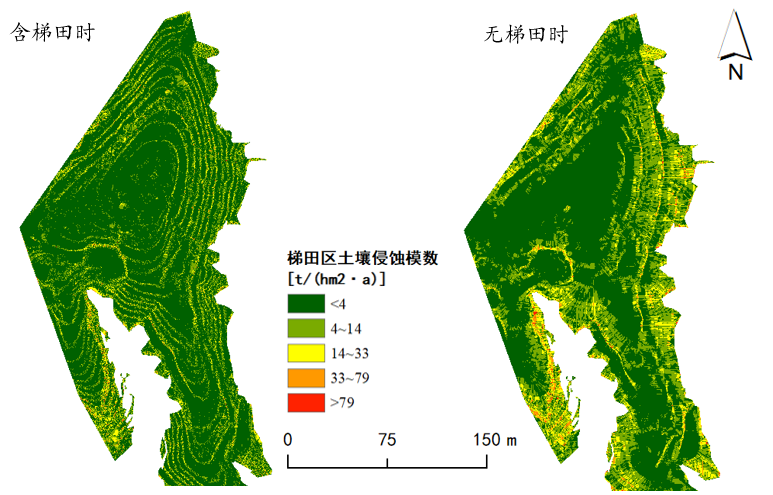 含梯田时
无梯田时
N
梯田区土壤侵蚀模数
[t/(hm2·a)]
<4
4~14
14~33
33~79
>79
0 75 150 m